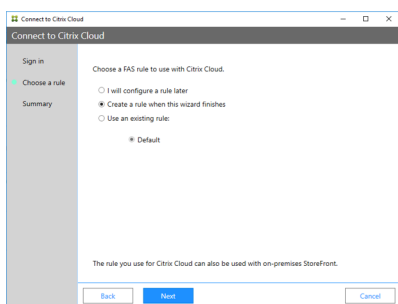 Connect to Citrix Cloud
Connect to Citrix Cloud
Sign in
Choose a rule
Summary
Choose a FAS rule to use with Citrix Cloud.
I will configure a rule later
Create a rule when this wizard finishes
Use an existing rule:
Default
The rule you use for Citrix Cloud can also be used with on-premises StoreFront.
Back
Next
Cancel